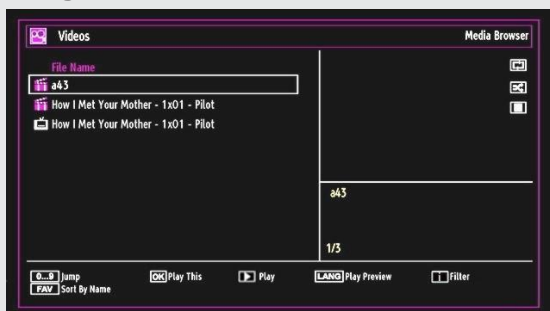 Videos
Media Browser
File Name
a43
How I Met Your Mother - 1x01 - Pilot
How I Met Your Mother - 1x01 - Pilot
a43
1/3
0...9 Jump
OK Play This
Play
LANG Play Preview
Filter
FAV Sort By Name